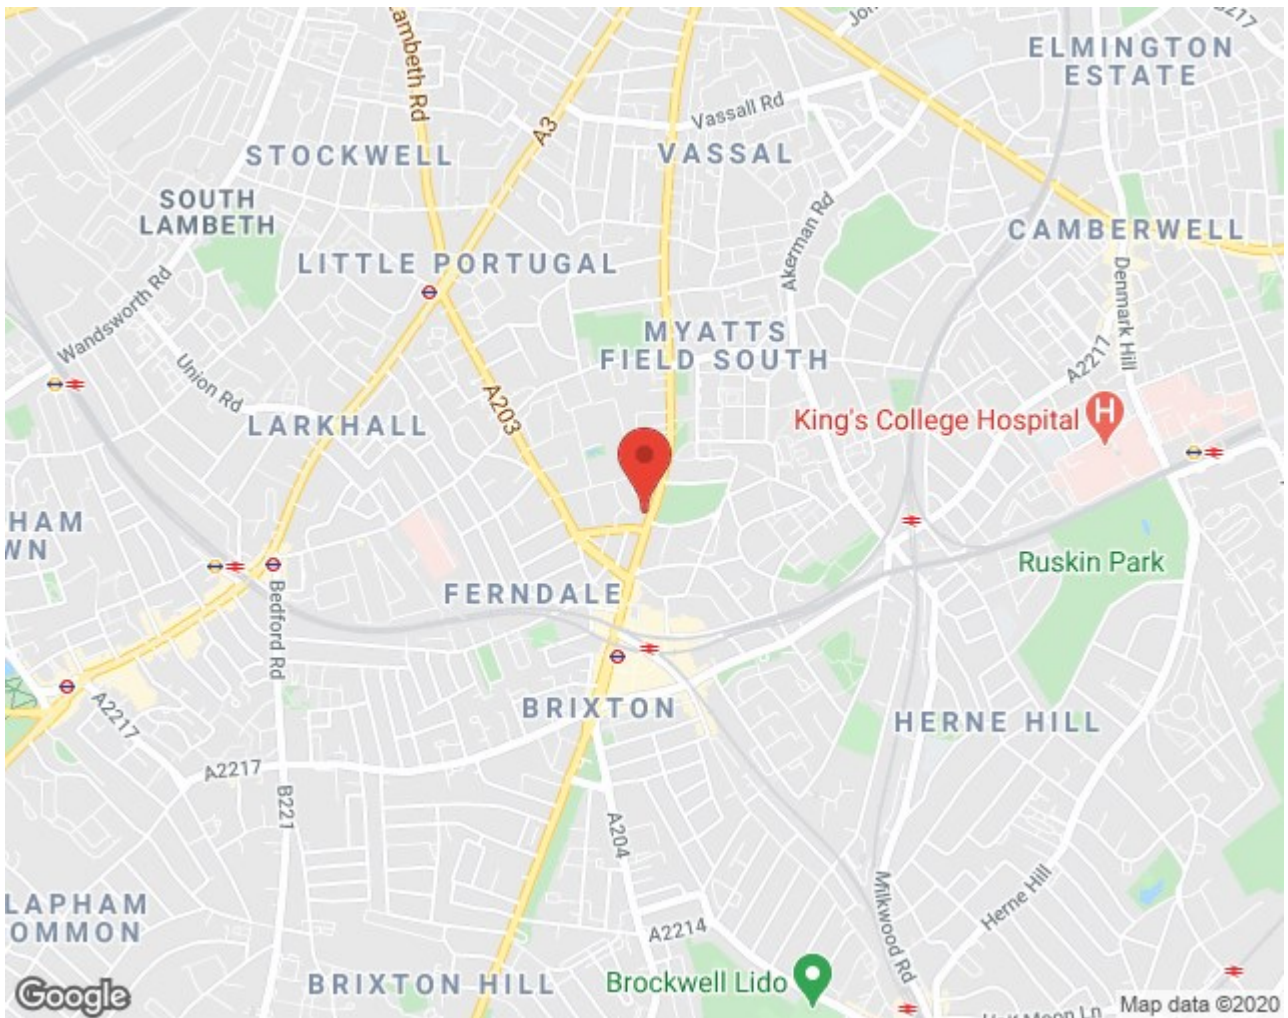 ELMINGTON
ESTATE
Lambeth Rd
A3
Vassall Rd
STOCKWELL
VASSAL
SOUTH
LAMBETH
Akerman Rd
CAMBERWELL
LITTLE PORTUGAL
Denmark Hill
Wandsworth Rd
MYATTS
FIELD SOUTH
Union Rd
A203
A2217
LARKHALL
King's College Hospital
H
HAM
WN
Ruskin Park
FERNDALE
Bedford Rd
A2217
BRIXTON
HERNE HILL
A2217
B221
A204
Milkwood Rd
Herne Hill
LAPHAM
OMMON
A2214
BRIXTON HILL
Brockwell Lido
Google
Map data ©2020